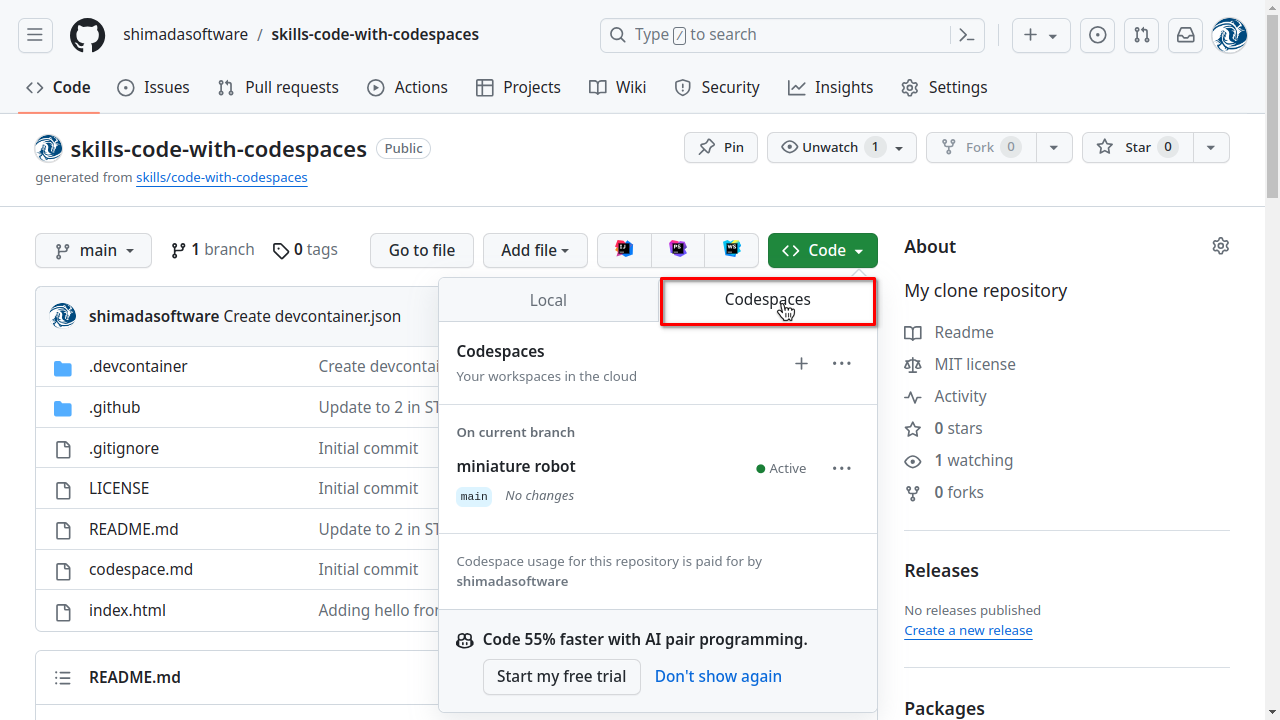 shimadasoftware / skills-code-with-codespaces
Type / to search
Code Issues Pull requests Actions Projects Wiki Security Insights Settings
skills-code-with-codespaces Public
Pin Unwatch 1 Fork 0 Star 0
generated from skills/code-with-codespaces
main 1 branch 0 tags Go to file Add file IJ PS WS Code
Local Codespaces
shimadasoftware Create devcontainer.json
.devcontainer Create devcontai
.github Update to 2 in ST
.gitignore Initial commit
LICENSE Initial commit
README.md Update to 2 in ST
codespace.md Initial commit
index.html Adding hello fro
README.md
Codespaces
Your workspaces in the cloud
On current branch
miniature robot Active
main No changes
Codespace usage for this repository is paid for by
shimadasoftware
Code 55% faster with AI pair programming.
Start my free trial Don't show again
About
My clone repository
Readme
MIT license
Activity
0 stars
1 watching
0 forks
Releases
No releases published
Create a new release
Packages